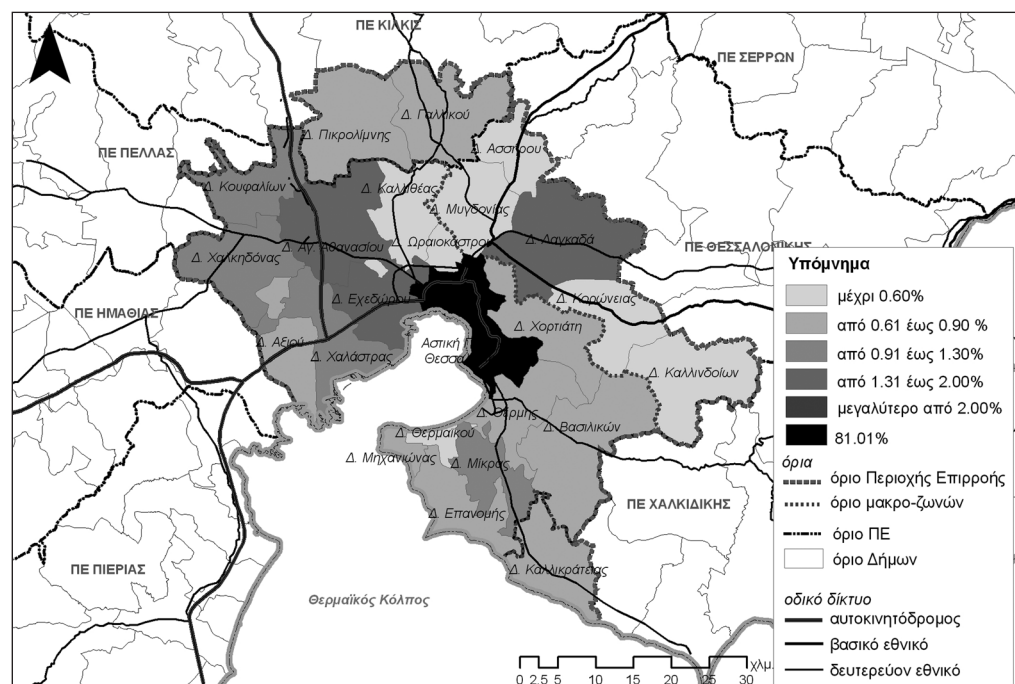 ΠΕ ΚΙΛΚΙΣ
ΠΕ ΣΕΡΡΩΝ
Δ. Γαλλικού
Δ. Πικρολίμνης
Δ. Ασσήρου
ΠΕ ΠΕΛΛΑΣ
Δ. Κουφαλίων
Δ. Καλλιθέας
Δ. Μυγδονίας
Δ. Αγ. Αθανασίου
Δ. Ωραιοκάστρου
Δ. Λαγκαδά
ΠΕ ΘΕΣΣΑΛΟΝΙΚΗΣ
Δ. Χαλκηδόνας
Δ. Εχεδώρου
Δ. Κορώνειας
ΠΕ ΗΜΑΘΙΑΣ
Δ. Χορτιάτη
Δ. Αξιού
Αστική Π
Δ. Χαλάστρας
Θεσσα
Δ. Καλλινδοίων
Δ. Θέρμης
Δ. Βασιλικών
Δ. Θερμαϊκού
Δ. Μηχανιώνας
Δ. Μίκρας
ΠΕ ΧΑΛΚΙΔΙΚΗΣ
Δ. Επανομής
ΠΕ ΠΙΕΡΙΑΣ
Δ. Καλλικράτειας
Θερμαϊκός Κόλπος
Υπόμνημα
μέχρι 0.60%
από 0.61 έως 0.90 %
από 0.91 έως 1.30%
από 1.31 έως 2.00%
μεγαλύτερο από 2.00%
81.01%
όρια
όριο Περιοχής Επιρροής
όριο μακρο-ζωνών
όριο ΠΕ
όριο Δήμων
οδικό δίκτυο
αυτοκινητόδρομος
βασικό εθνικό
δευτερεύον εθνικό
χλμ.
0 2.5 5 10 15 20 25 30